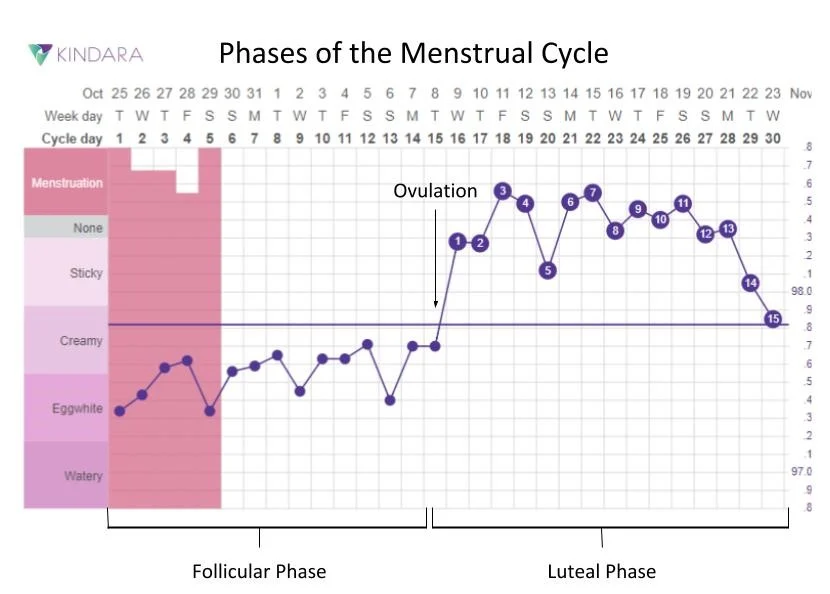 KINDARA
Phases of the Menstrual Cycle
Oct 25 26 27 28 29 30 31 1 2 3 4 5 6 7 8 9 10 11 12 13 14 15 16 17 18 19 20 21 22 23 Nov
Week day T W T F S S M T W T F S S M T W T F S S M T W T F S S M T W
Cycle day 1 2 3 4 5 6 7 8 9 10 11 12 13 14 15 16 17 18 19 20 21 22 23 24 25 26 27 28 29 30
.8
.7
Menstruation
.6
Ovulation
3 7
.5
4 6 9 11
.4
None
10 8 12 13
.3
1 2
.2
Sticky
5
.1
14
98.0
.9
15
.8
Creamy
.7
.6
.5
Eggwhite
.4
.3
.2
.1
Watery
97.0
.9
.8
Follicular Phase
Luteal Phase